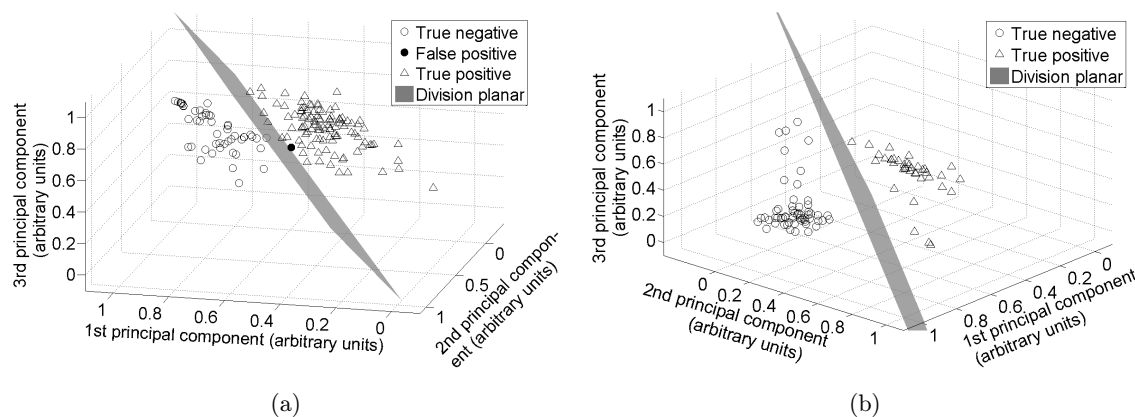 True negative
False positive
True positive
Division planar
3rd principal component
(arbitrary units)
1
0.8
0.6
0.4
0.2
0
1
0.8
0.6
0.4
0.2
0
1st principal component (arbitrary units)
0
0.5
1
2nd principal compon-
ent (arbitrary units)
(a)
True negative
True positive
Division planar
3rd principal component
(arbitrary units)
1
0.8
0.6
0.4
0.2
0
0
0.2
0.4
0.6
0.8
1
2nd principal component
(arbitrary units)
0
0.2
0.4
0.6
0.8
1
1st principal component
(arbitrary units)
(b)